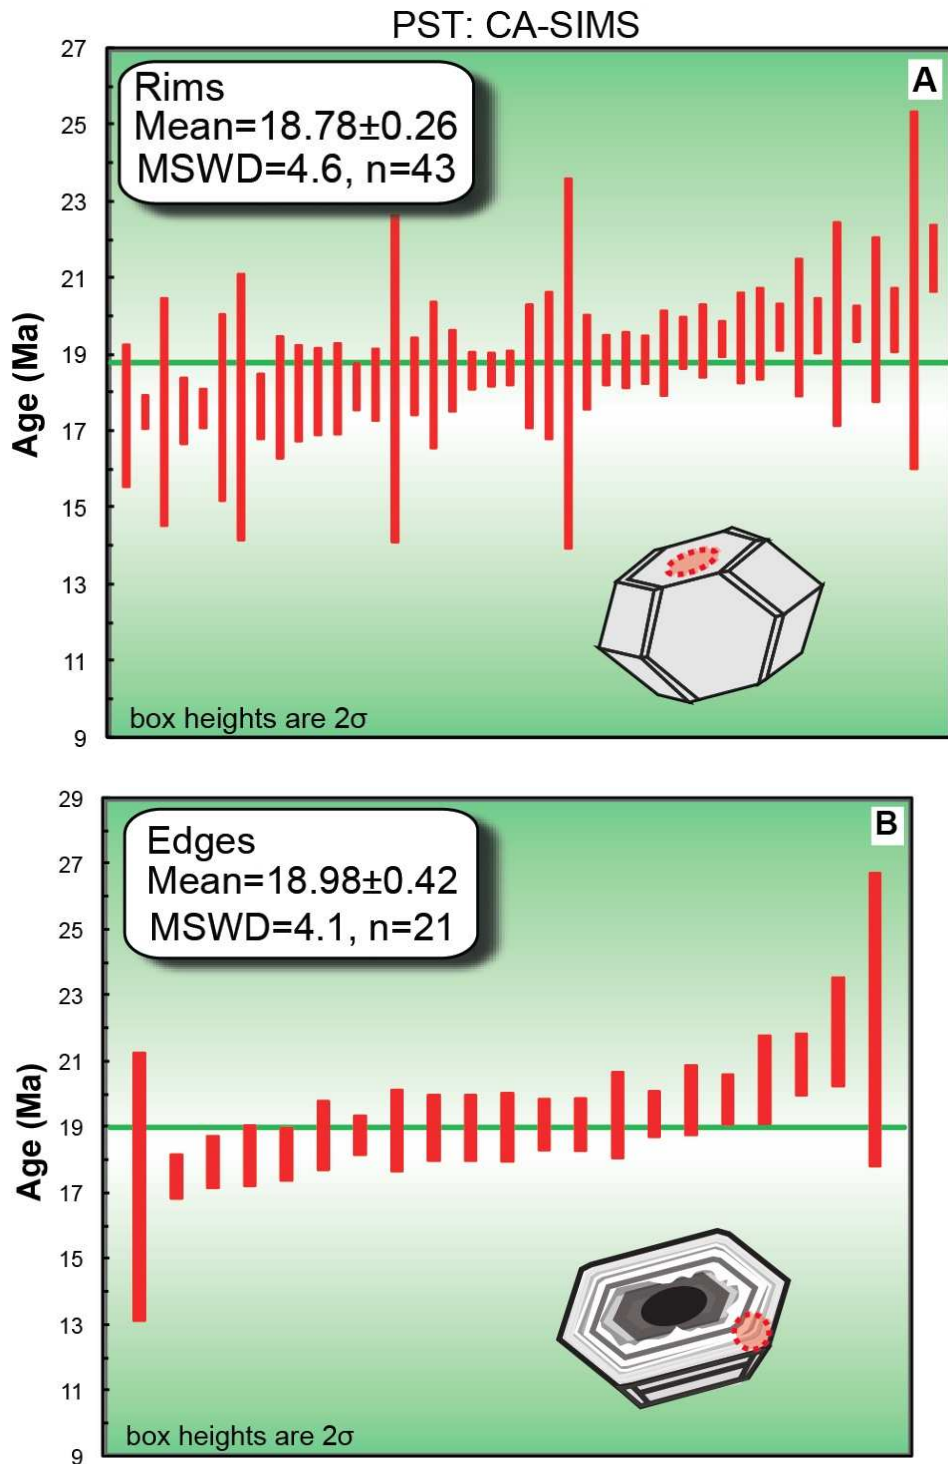 PST: CA-SIMS
A
Rims
Mean=18.78±0.26
MSWD=4.6, n=43
27
25
23
21
19
17
15
13
11
9
Age (Ma)
box heights are 2σ
B
Edges
Mean=18.98±0.42
MSWD=4.1, n=21
29
27
25
23
21
19
17
15
13
11
9
Age (Ma)
box heights are 2σ